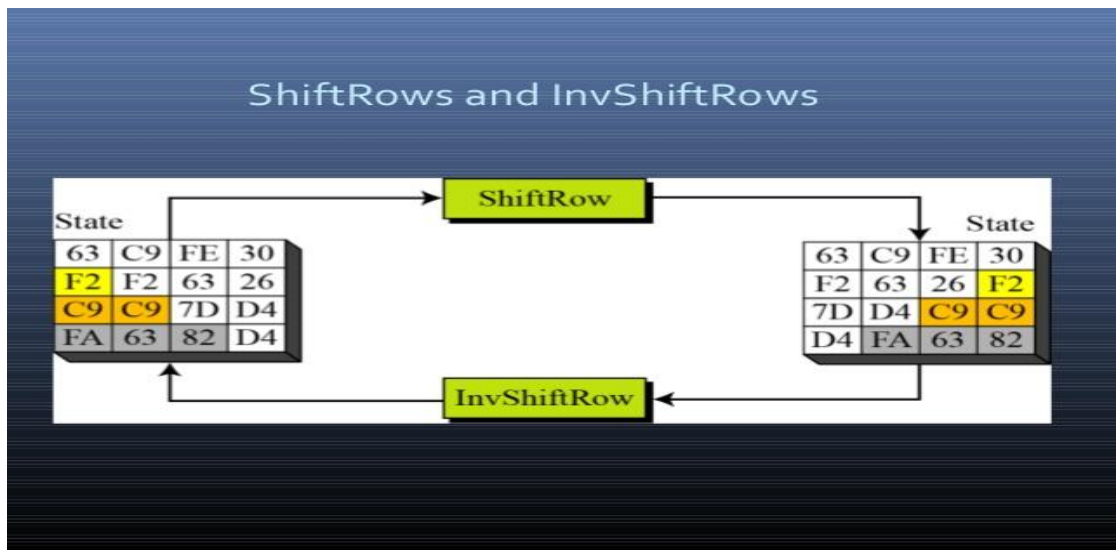 ShiftRows and InvShiftRows
ShiftRow
State
63 C9 FE 30
F2 F2 63 26
C9 C9 7D D4
FA 63 82 D4
State
63 C9 FE 30
F2 63 26 F2
7D D4 C9 C9
D4 FA 63 82
InvShiftRow